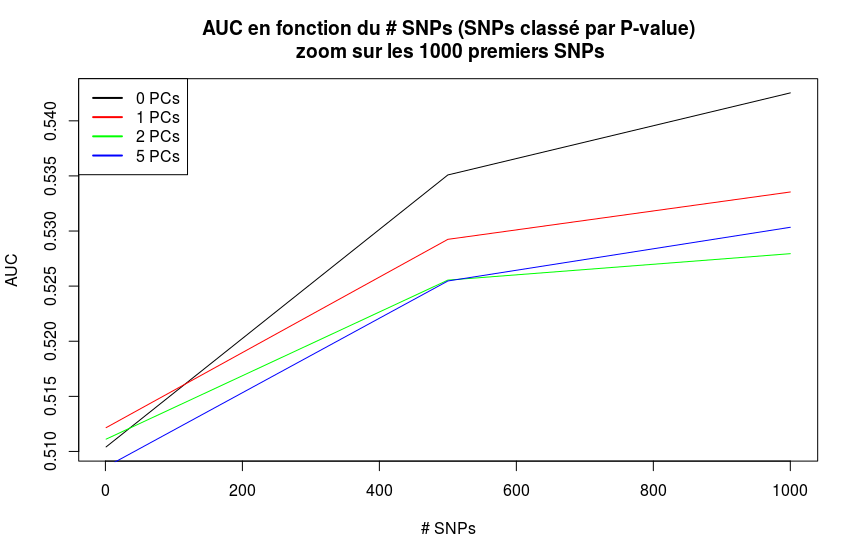 AUC en fonction du # SNPs (SNPs classé par P-value)
zoom sur les 1000 premiers SNPs
0 PCs
1 PCs
2 PCs
5 PCs
AUC
0.540
0.535
0.530
0.525
0.520
0.515
0.510
0 200 400 600 800 1000
# SNPs